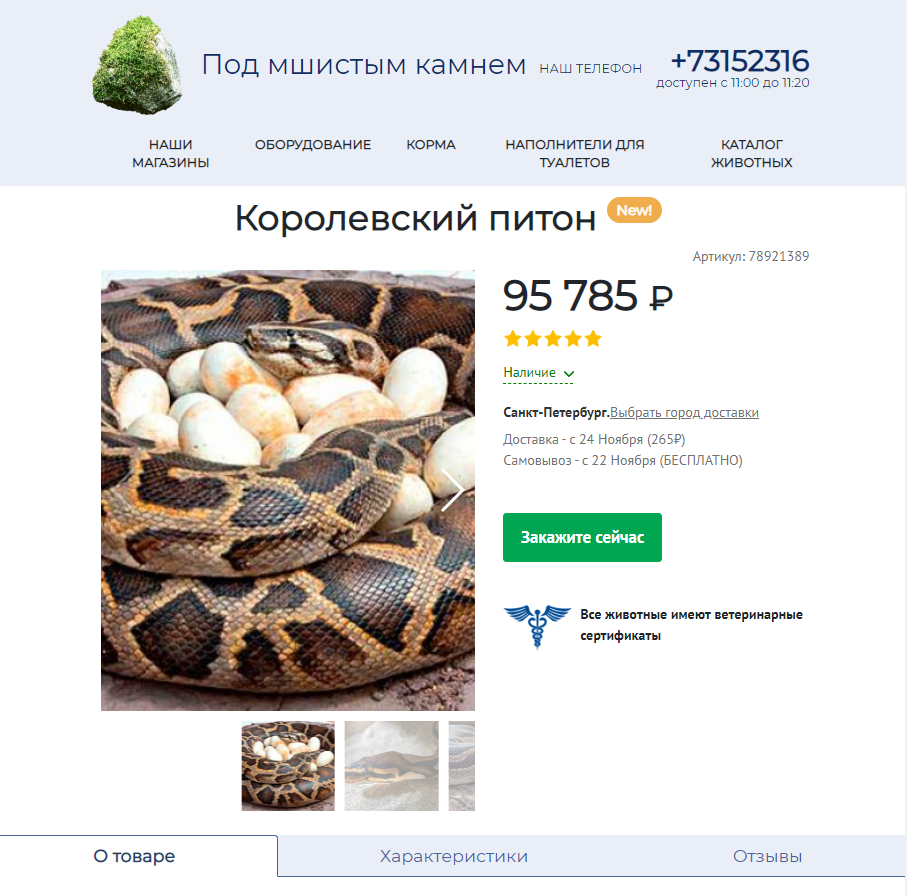 Под мшистым камнем
НАШ ТЕЛЕФОН
+73152316
доступен с 11:00 до 11:20
НАШИ
МАГАЗИНЫ
ОБОРУДОВАНИЕ
КОРМА
НАПОЛНИТЕЛИ ДЛЯ
ТУАЛЕТОВ
КАТАЛОГ
ЖИВОТНЫХ
Королевский питон New!
Артикул: 78921389
95 785 ₽
Наличие
Санкт-Петербург.Выбрать город доставки
Доставка - с 24 Ноября (265₽)
Самовывоз - с 22 Ноября (БЕСПЛАТНО)
Закажите сейчас
Все животные имеют ветеринарные
сертификаты
О товаре
Характеристики
Отзывы